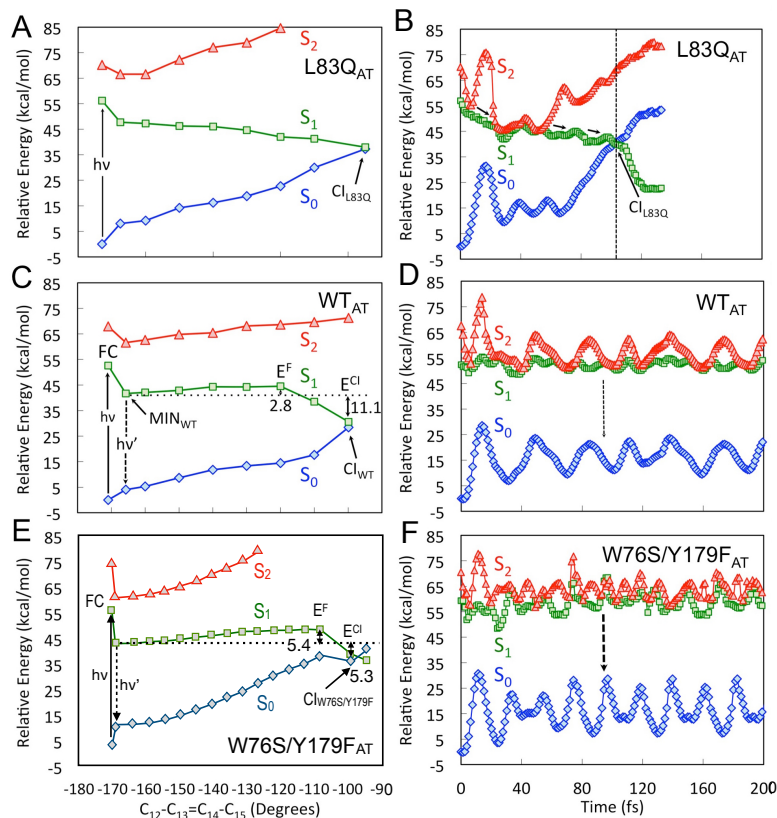 A
Relative Energy (kcal/mol)
85
75
65
55
45
35
25
15
5
-5
S2
L83QAT
S1
hν
S0
CIL83Q
B
Relative Energy (kcal/mol)
85
75
65
55
45
35
25
15
5
-5
L83QAT
S2
S1
S0
CIL83Q
C
Relative Energy (kcal/mol)
85
75
65
55
45
35
25
15
5
-5
WTAT
S2
FC
S1
EF
ECI
2.8
11.1
MINWT
hν
hν’
S0
CIWT
D
Relative Energy (kcal/mol)
85
75
65
55
45
35
25
15
5
-5
WTAT
S2
S1
S0
E
Relative Energy (kcal/mol)
85
75
65
55
45
35
25
15
5
-5
S2
FC
S1
EF
ECI
5.4
5.3
hν
hν’
S0
CIW76S/Y179F
W76S/Y179FAT
-180 -170 -160 -150 -140 -130 -120 -110 -100 -90
C12-C13=C14-C15 (Degrees)
F
Relative Energy (kcal/mol)
85
75
65
55
45
35
25
15
5
-5
W76S/Y179FAT
S2
S1
S0
0 40 80 120 160 200
Time (fs)